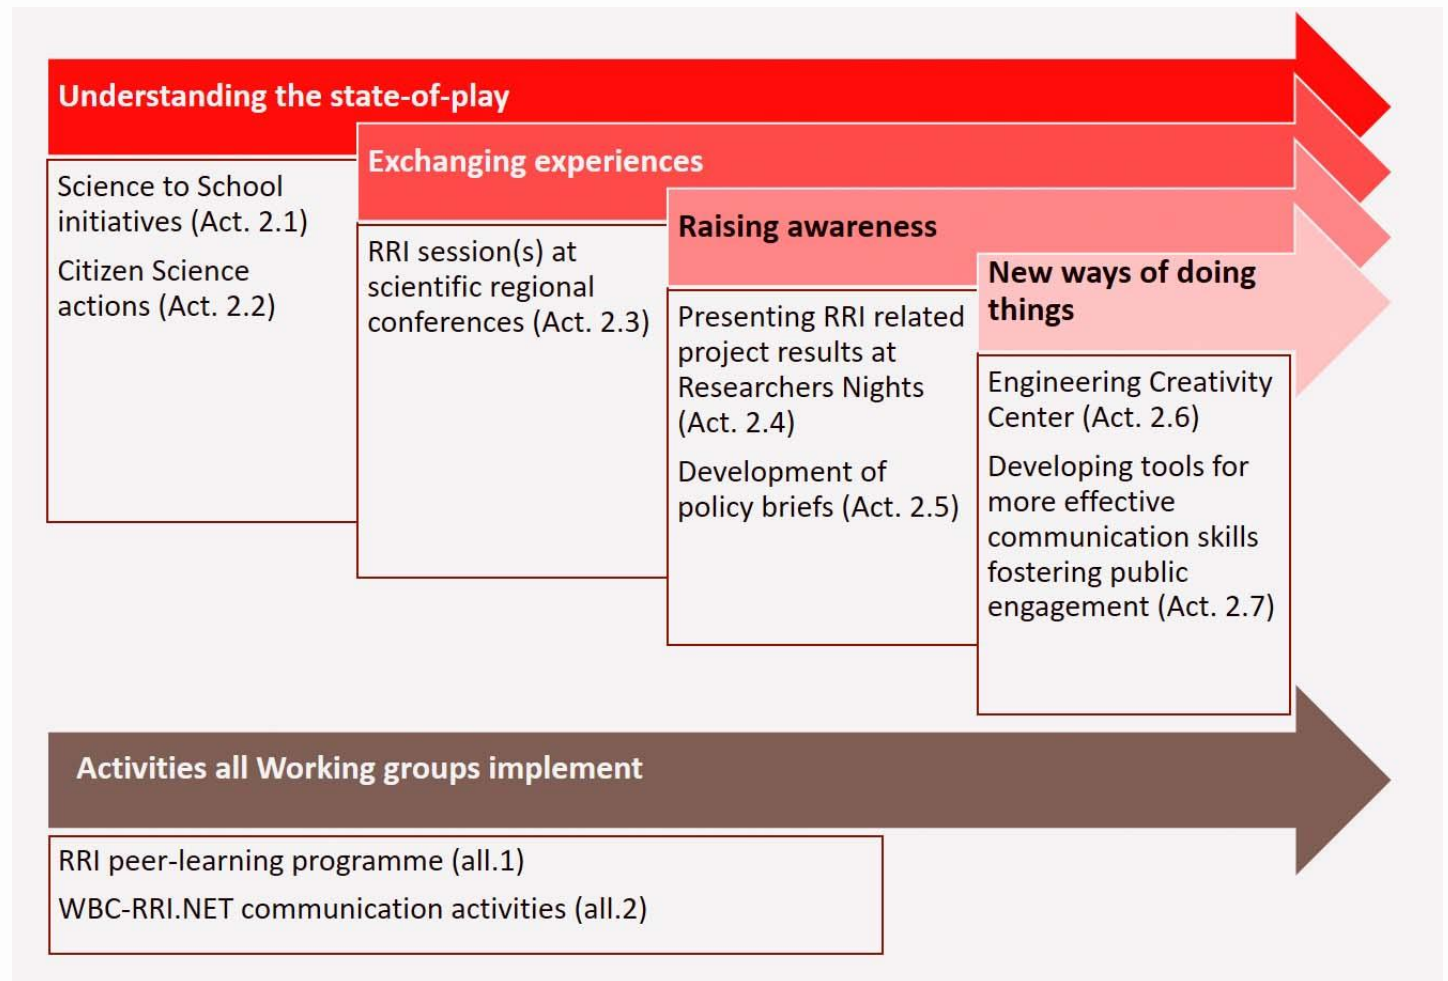 Understanding the state-of-play
Science to School
initiatives (Act. 2.1)
Citizen Science
actions (Act. 2.2)
Exchanging experiences
RRI session(s) at
scientific regional
conferences (Act. 2.3)
Raising awareness
Presenting RRI related
project results at
Researchers Nights
(Act. 2.4)
Development of
policy briefs (Act. 2.5)
New ways of doing
things
Engineering Creativity
Center (Act. 2.6)
Developing tools for
more effective
communication skills
fostering public
engagement (Act. 2.7)
Activities all Working groups implement
RRI peer-learning programme (all.1)
WBC-RRI.NET communication activities (all.2)